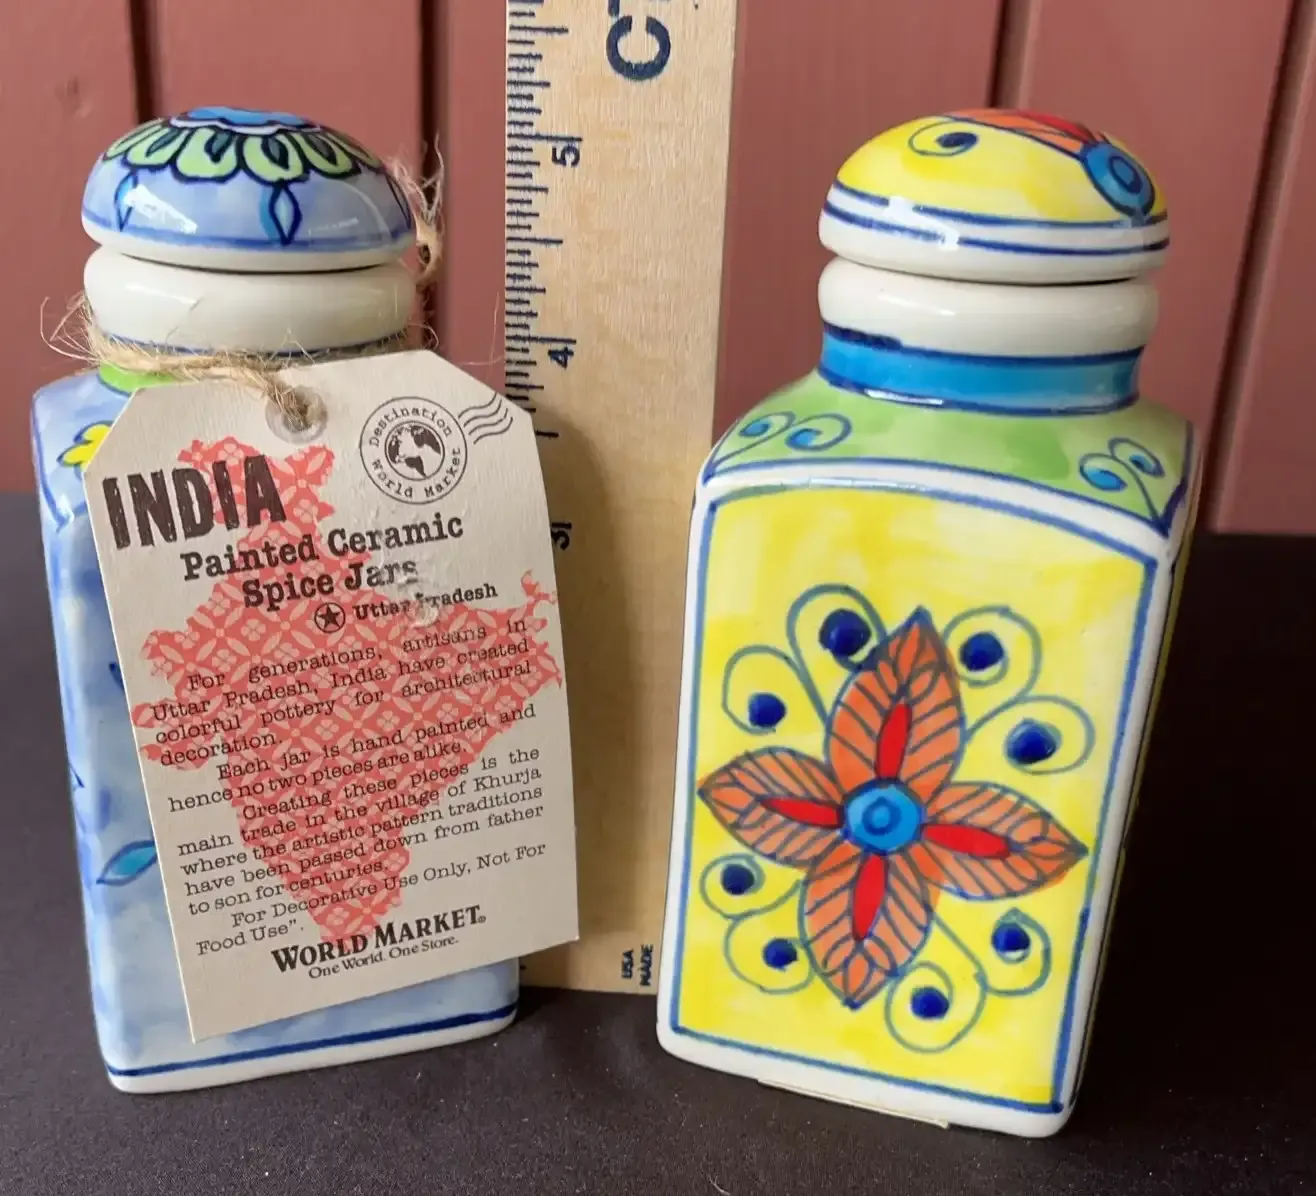 INDIA
Destination
World Market
Painted Ceramic
Spice Jars
Uttar Pradesh
For generations, artisans in
Uttar Pradesh, India have created
colorful pottery for architectural
decoration.
Each jar is hand painted and
hence no two pieces are alike.
Creating these pieces is the
main trade in the village of Khurja
where the artistic pattern traditions
have been passed down from father
to son for centuries.
For Decorative Use Only, Not For
Food Use".
WORLD MARKET®
One World. One Store.
5
4
3
USA
MADE